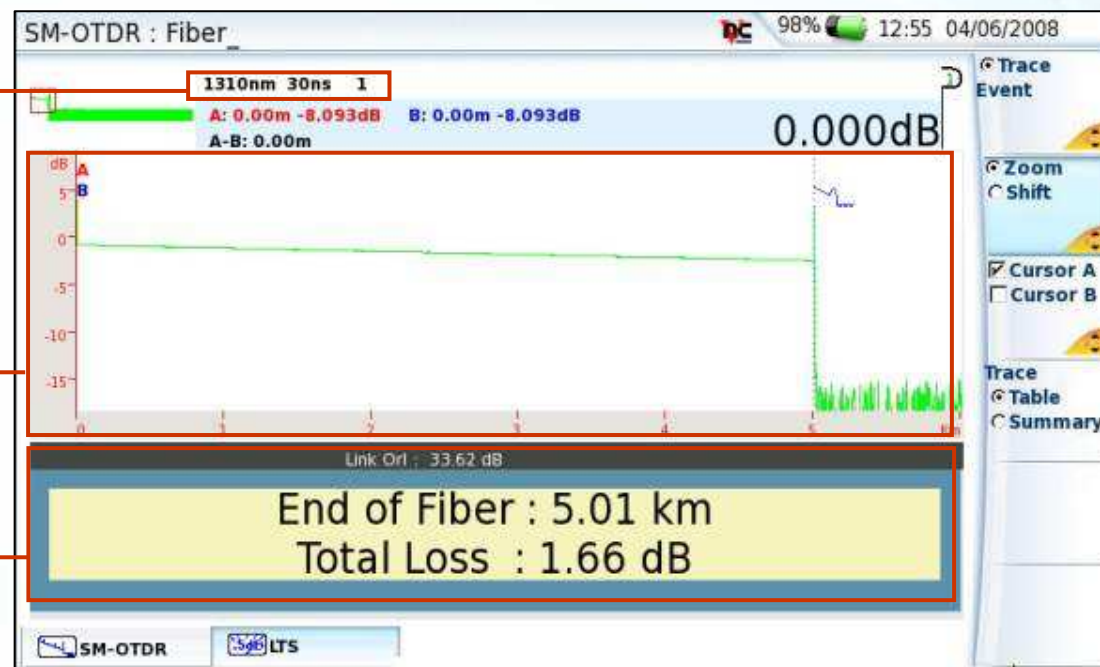 SM-OTDR : Fiber_
DC 98% 12:55 04/06/2008
1310nm 30ns 1
A: 0.00m -8.093dB B: 0.00m -8.093dB
A-B: 0.00m
0.000dB
1
dB
A
B
5
0
-5
-10
-15
0 1 2 3 4 5 Km
Link Orl : 33.62 dB
End of Fiber : 5.01 km
Total Loss : 1.66 dB
Trace
Event
Zoom
Shift
Cursor A
Cursor B
Trace
Table
Summary
SM-OTDR
LTS